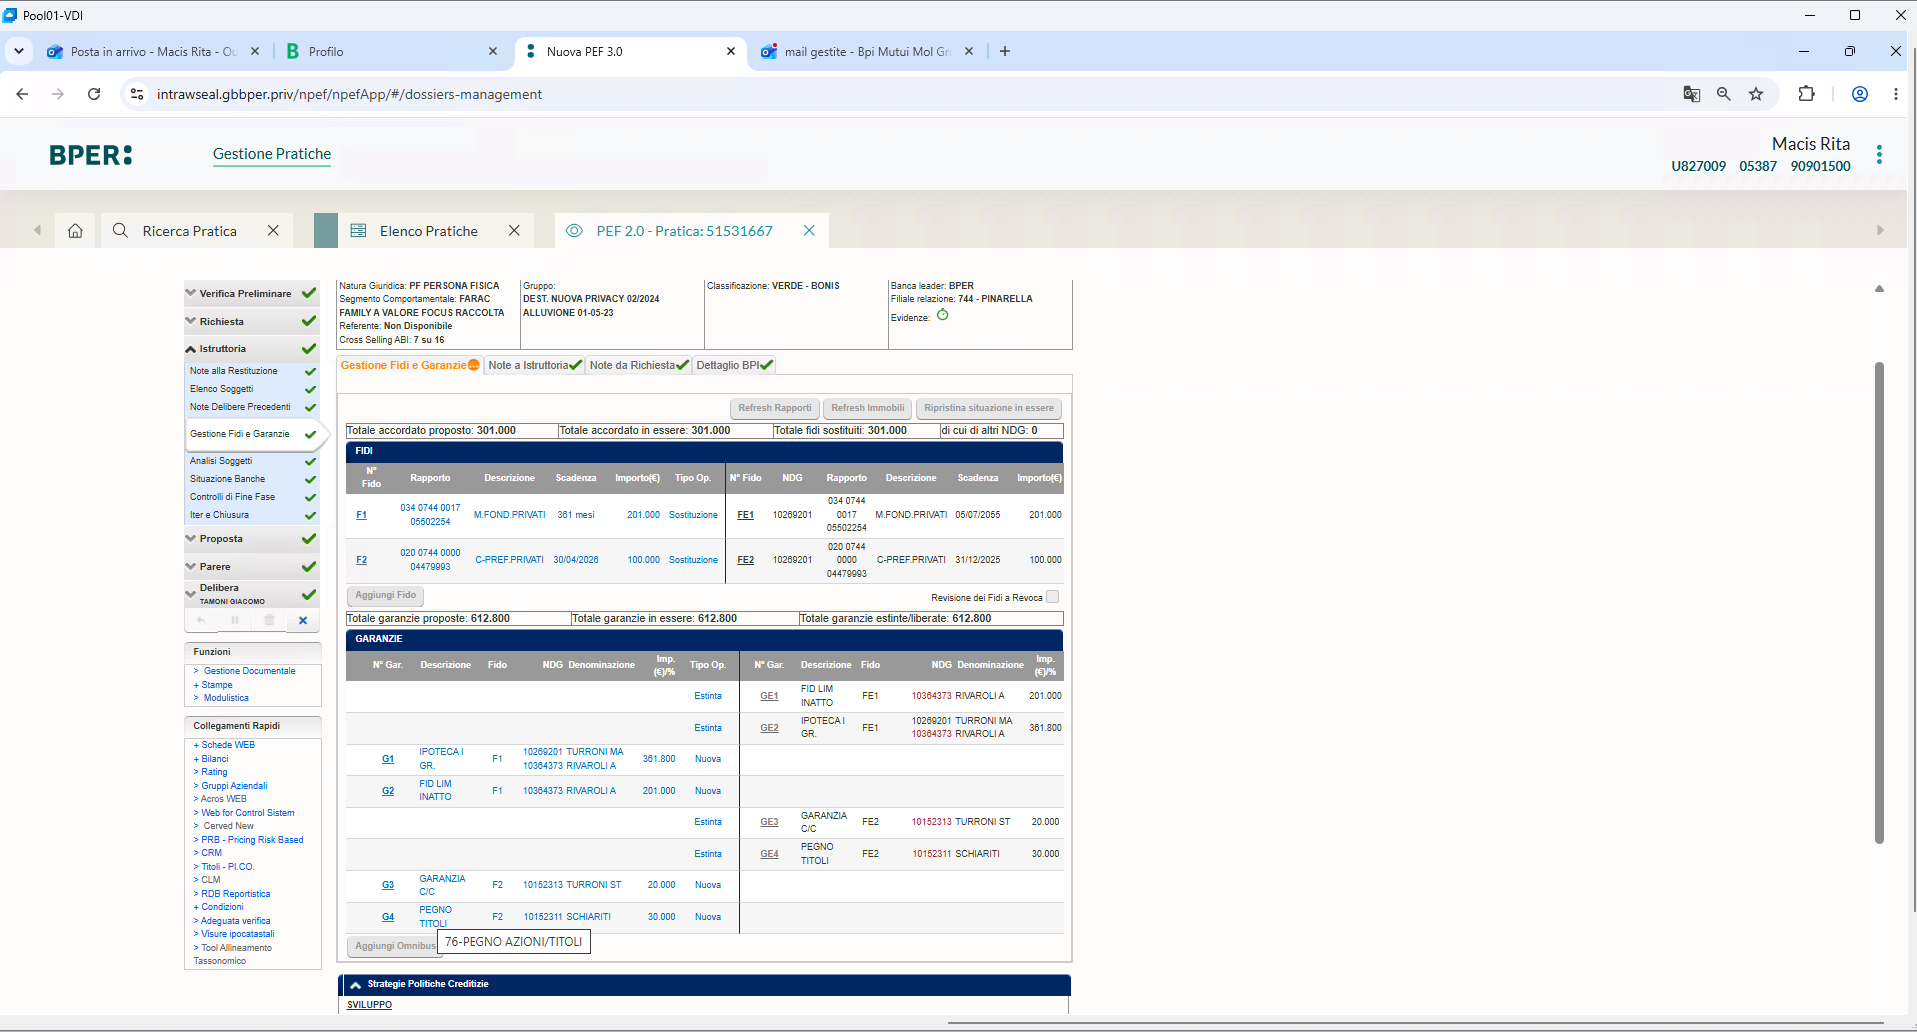 Pool01-VDI
Posta in arrivo - Macis Rita - Ou
Profilo
Nuova PEF 3.0
mail gestite - Bpi Mutui Mol Gr
intrawseal.gbbper.priv/npef/npefApp/#/dossiers-management
BPER:
Gestione Pratiche
Macis Rita
U827009 05387 90901500
Ricerca Pratica
Elenco Pratiche
PEF 2.0 - Pratica: 51531667
Verifica Preliminare
Richiesta
Istruttoria
Note alla Restituzione
Elenco Soggetti
Note Delibere Precedenti
Gestione Fidi e Garanzie
Analisi Soggetti
Situazione Banche
Controlli di Fine Fase
Iter e Chiusura
Proposta
Parere
Delibera
TAMONI GIACOMO
Funzioni
> Gestione Documentale
+ Stampe
> Modulistica
Collegamenti Rapidi
+ Schede WEB
+ Bilanci
> Rating
> Gruppi Aziendali
> Acros WEB
> Web for Control Sistem
> Cerved New
> PRB - Pricing Risk Based
> CRM
> Titoli - PI.CO.
> CLM
> RDB Reportistica
+ Condizioni
> Adeguata verifica
> Visure ipocatastali
> Tool Allineamento
Tassonomico
Natura Giuridica: PF PERSONA FISICA
Segmento Comportamentale: FARAC
FAMILY A VALORE FOCUS RACCOLTA
Referente: Non Disponibile
Cross Selling ABI: 7 su 16
Gruppo:
DEST. NUOVA PRIVACY 02/2024
ALLUVIONE 01-05-23
Classificazione: VERDE - BONIS
Banca leader: BPER
Filiale relazione: 744 - PINARELLA
Evidenze:
Gestione Fidi e Garanzie Note a Istruttoria Note da Richiesta Dettaglio BPI
Refresh Rapporti Refresh Immobili Ripristina situazione in essere
Totale accordato proposto: 301.000 Totale accordato in essere: 301.000 Totale fidi sostituiti: 301.000 di cui di altri NDG: 0
FIDI
N° Fido Rapporto Descrizione Scadenza Importo(€) Tipo Op. N° Fido NDG Rapporto Descrizione Scadenza Importo(€)
F1 034 0744 0017 05502254 M.FOND.PRIVATI 361 mesi 201.000 Sostituzione FE1 10269201 034 0744 0017 05502254 M.FOND.PRIVATI 05/07/2055 201.000
F2 020 0744 0000 04479993 C-PREF.PRIVATI 30/04/2026 100.000 Sostituzione FE2 10269201 020 0744 0000 04479993 C-PREF.PRIVATI 31/12/2025 100.000
Aggiungi Fido
Revisione dei Fidi a Revoca
Totale garanzie proposte: 612.800 Totale garanzie in essere: 612.800 Totale garanzie estinte/liberate: 612.800
GARANZIE
N° Gar. Descrizione Fido NDG Denominazione Imp. (€)/% Tipo Op. N° Gar. Descrizione Fido NDG Denominazione Imp. (€)/%
Estinta GE1 FID LIM INATTO FE1 10364373 RIVAROLI A 201.000
Estinta GE2 IPOTECA I GR. FE1 10269201 TURRONI MA 10364373 RIVAROLI A 361.800
G1 IPOTECA I GR. F1 10269201 TURRONI MA 10364373 RIVAROLI A 361.800 Nuova
G2 FID LIM INATTO F1 10364373 RIVAROLI A 201.000 Nuova
Estinta GE3 GARANZIA C/C FE2 10152313 TURRONI ST 20.000
Estinta GE4 PEGNO TITOLI FE2 10152311 SCHIARITI 30.000
G3 GARANZIA C/C F2 10152313 TURRONI ST 20.000 Nuova
G4 PEGNO TITOLI F2 10152311 SCHIARITI 30.000 Nuova
Aggiungi Omnibus
76-PEGNO AZIONI/TITOLI
Strategie Politiche Creditizie
SVILUPPO